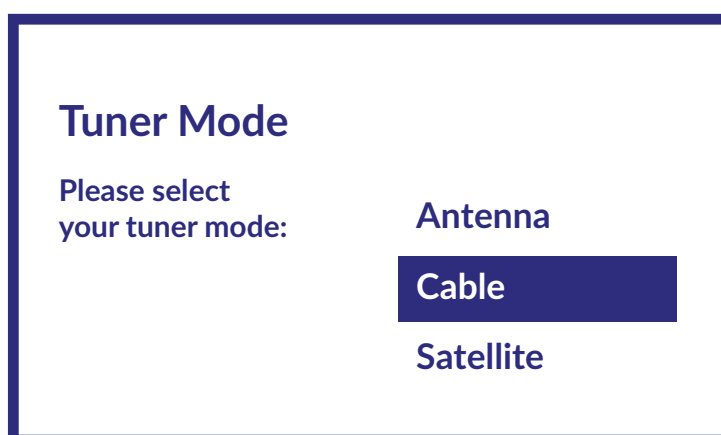 Tuner Mode
Please select
your tuner mode:
Antenna
Cable
Satellite